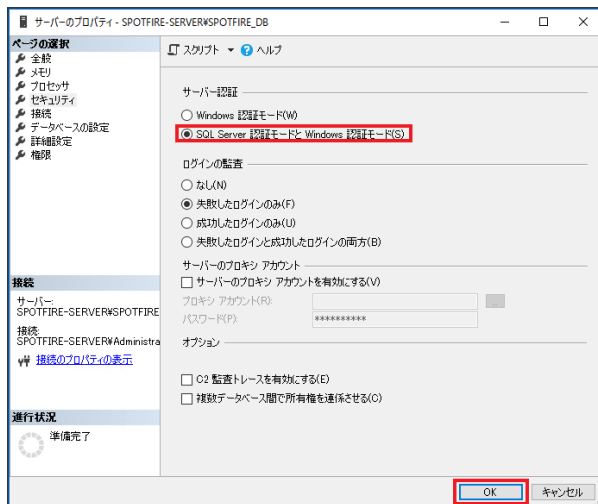 サーバーのプロパティ - SPOTFIRE-SERVER¥SPOTFIRE_DB
ページの選択
全般
メモリ
プロセッサ
セキュリティ
接続
データベースの設定
詳細設定
権限
スクリプト
ヘルプ
サーバー認証
Windows 認証モード(W)
SQL Server 認証モードと Windows 認証モード(S)
ログインの監査
なし(N)
失敗したログインのみ(F)
成功したログインのみ(U)
失敗したログインと成功したログインの両方(B)
サーバーのプロキシ アカウント
サーバーのプロキシ アカウントを有効にする(V)
プロキシ アカウント(R):
...
パスワード(P):
**********
オプション
C2 監査トレースを有効にする(E)
複数データベース間で所有権を連係させる(C)
接続
サーバー:
SPOTFIRE-SERVER¥SPOTFIRE
接続:
SPOTFIRE-SERVER¥Administra
接続のプロパティの表示
進行状況
準備完了
OK
キャンセル